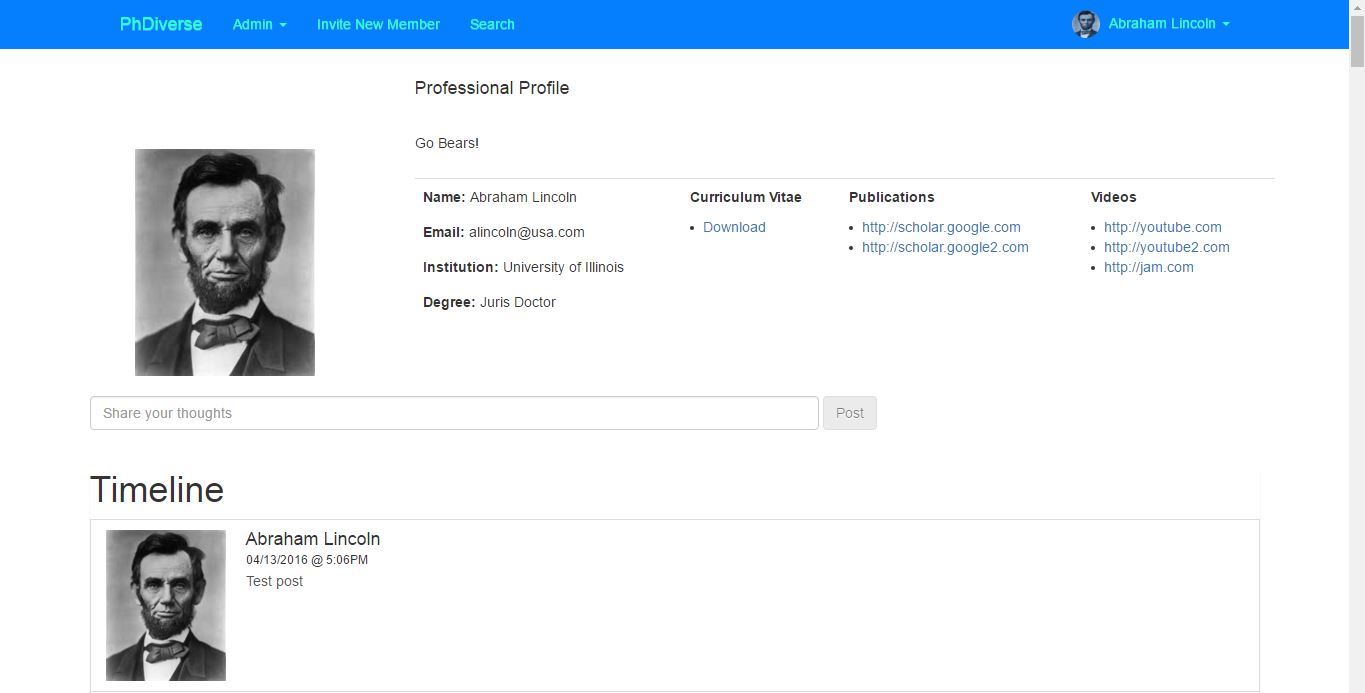 PhDiverse Admin Invite New Member Search Abraham Lincoln
Professional Profile
Go Bears!
Name: Abraham Lincoln
Email: alincoln@usa.com
Institution: University of Illinois
Degree: Juris Doctor
Curriculum Vitae
Download
Publications
http://scholar.google.com
http://scholar.google2.com
Videos
http://youtube.com
http://youtube2.com
http://jam.com
Share your thoughts Post
Timeline
Abraham Lincoln
04/13/2016 @ 5:06PM
Test post